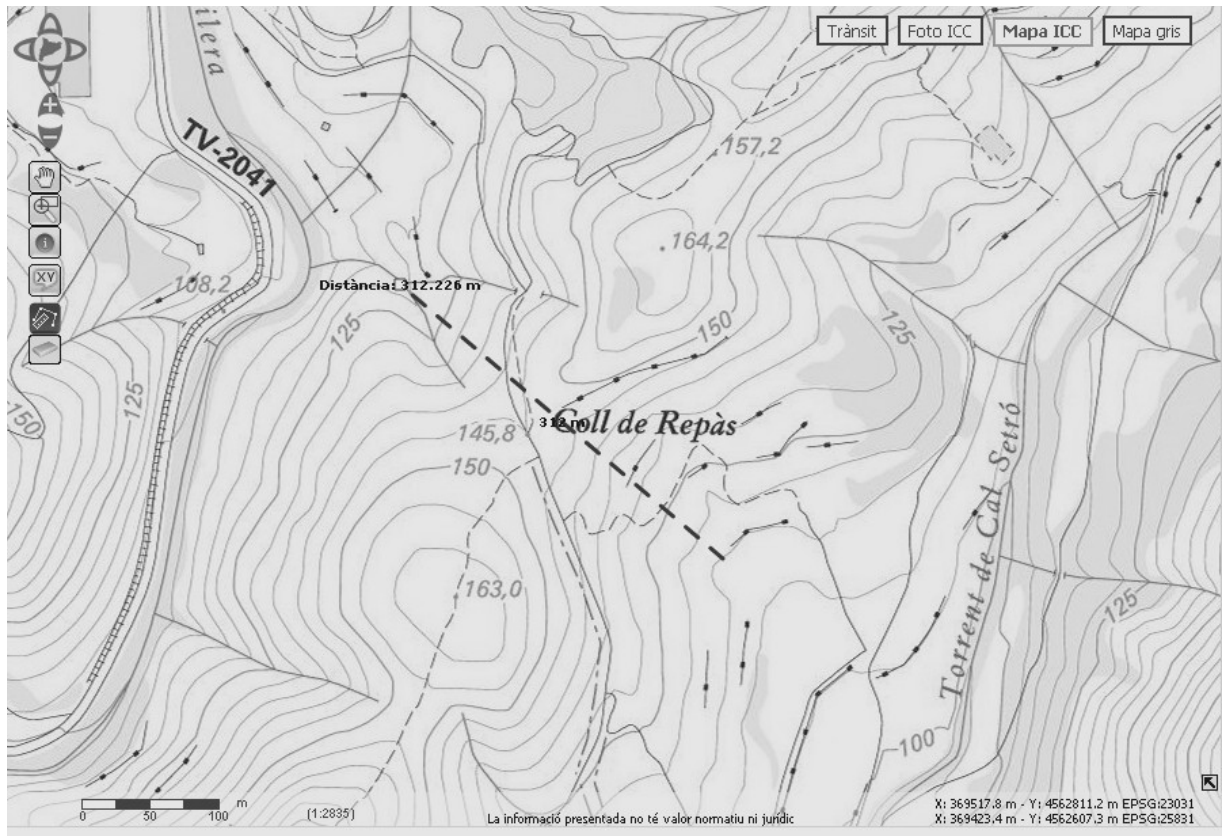 ilera
Trànsit
Foto ICC
Mapa ICC
Mapa gris
TV-2041
157,2
164,2
108,2
Distància: 312.226 m
125
150
125
125
150
312 m
Coll de Repàs
145,8
150
163,0
Torrent de Cal Setró
125
100
XY
i
0 50 100 m
(1:2835)
La informació presentada no té valor normatiu ni jurídic
X: 369517.8 m - Y: 4562811.2 m EPSG:23031
X: 369423.4 m - Y: 4562607.3 m EPSG:25831